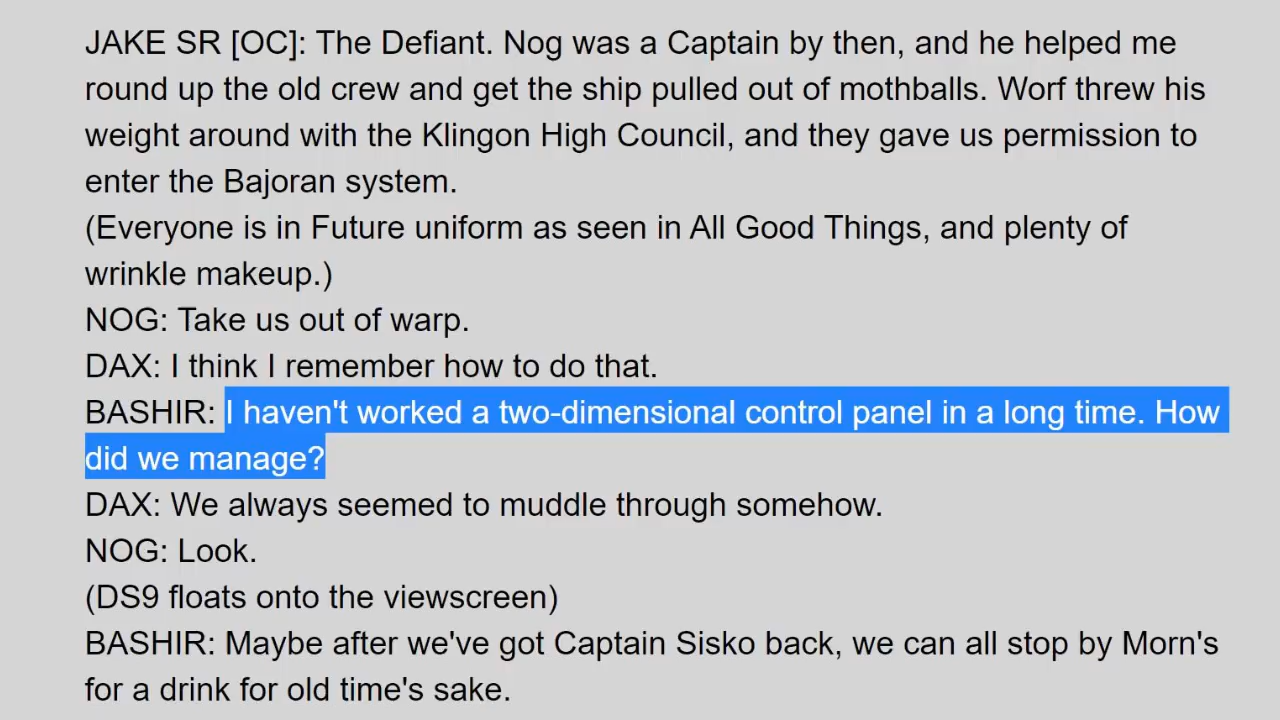 JAKE SR [OC]: The Defiant. Nog was a Captain by then, and he helped me
round up the old crew and get the ship pulled out of mothballs. Worf threw his
weight around with the Klingon High Council, and they gave us permission to
enter the Bajoran system.
(Everyone is in Future uniform as seen in All Good Things, and plenty of
wrinkle makeup.)
NOG: Take us out of warp.
DAX: I think I remember how to do that.
BASHIR: I haven't worked a two-dimensional control panel in a long time. How
did we manage?
DAX: We always seemed to muddle through somehow.
NOG: Look.
(DS9 floats onto the viewscreen)
BASHIR: Maybe after we've got Captain Sisko back, we can all stop by Morn's
for a drink for old time's sake.